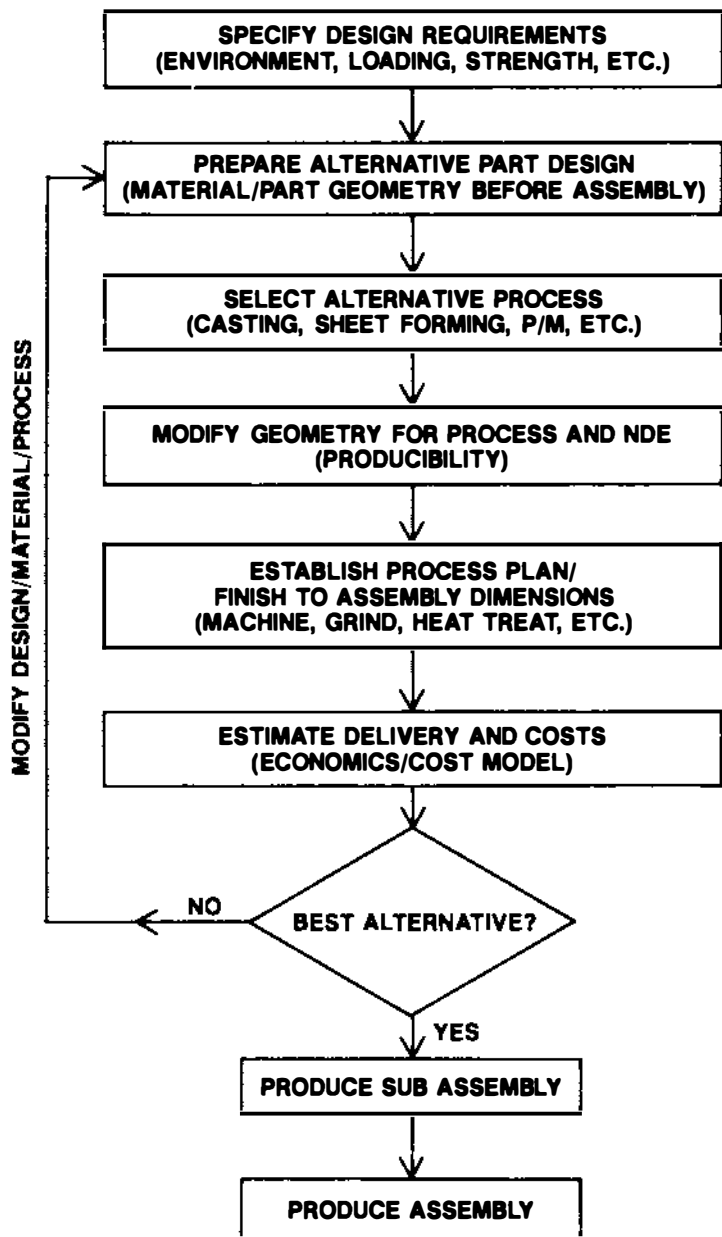 SPECIFY DESIGN REQUIREMENTS
(ENVIRONMENT, LOADING, STRENGTH, ETC.)
PREPARE ALTERNATIVE PART DESIGN
(MATERIAL/PART GEOMETRY BEFORE ASSEMBLY)
SELECT ALTERNATIVE PROCESS
(CASTING, SHEET FORMING, P/M, ETC.)
MODIFY GEOMETRY FOR PROCESS AND NDE
(PRODUCIBILITY)
ESTABLISH PROCESS PLAN/
FINISH TO ASSEMBLY DIMENSIONS
(MACHINE, GRIND, HEAT TREAT, ETC.)
ESTIMATE DELIVERY AND COSTS
(ECONOMICS/COST MODEL)
BEST ALTERNATIVE?
NO
MODIFY DESIGN/MATERIAL/PROCESS
YES
PRODUCE SUB ASSEMBLY
PRODUCE ASSEMBLY